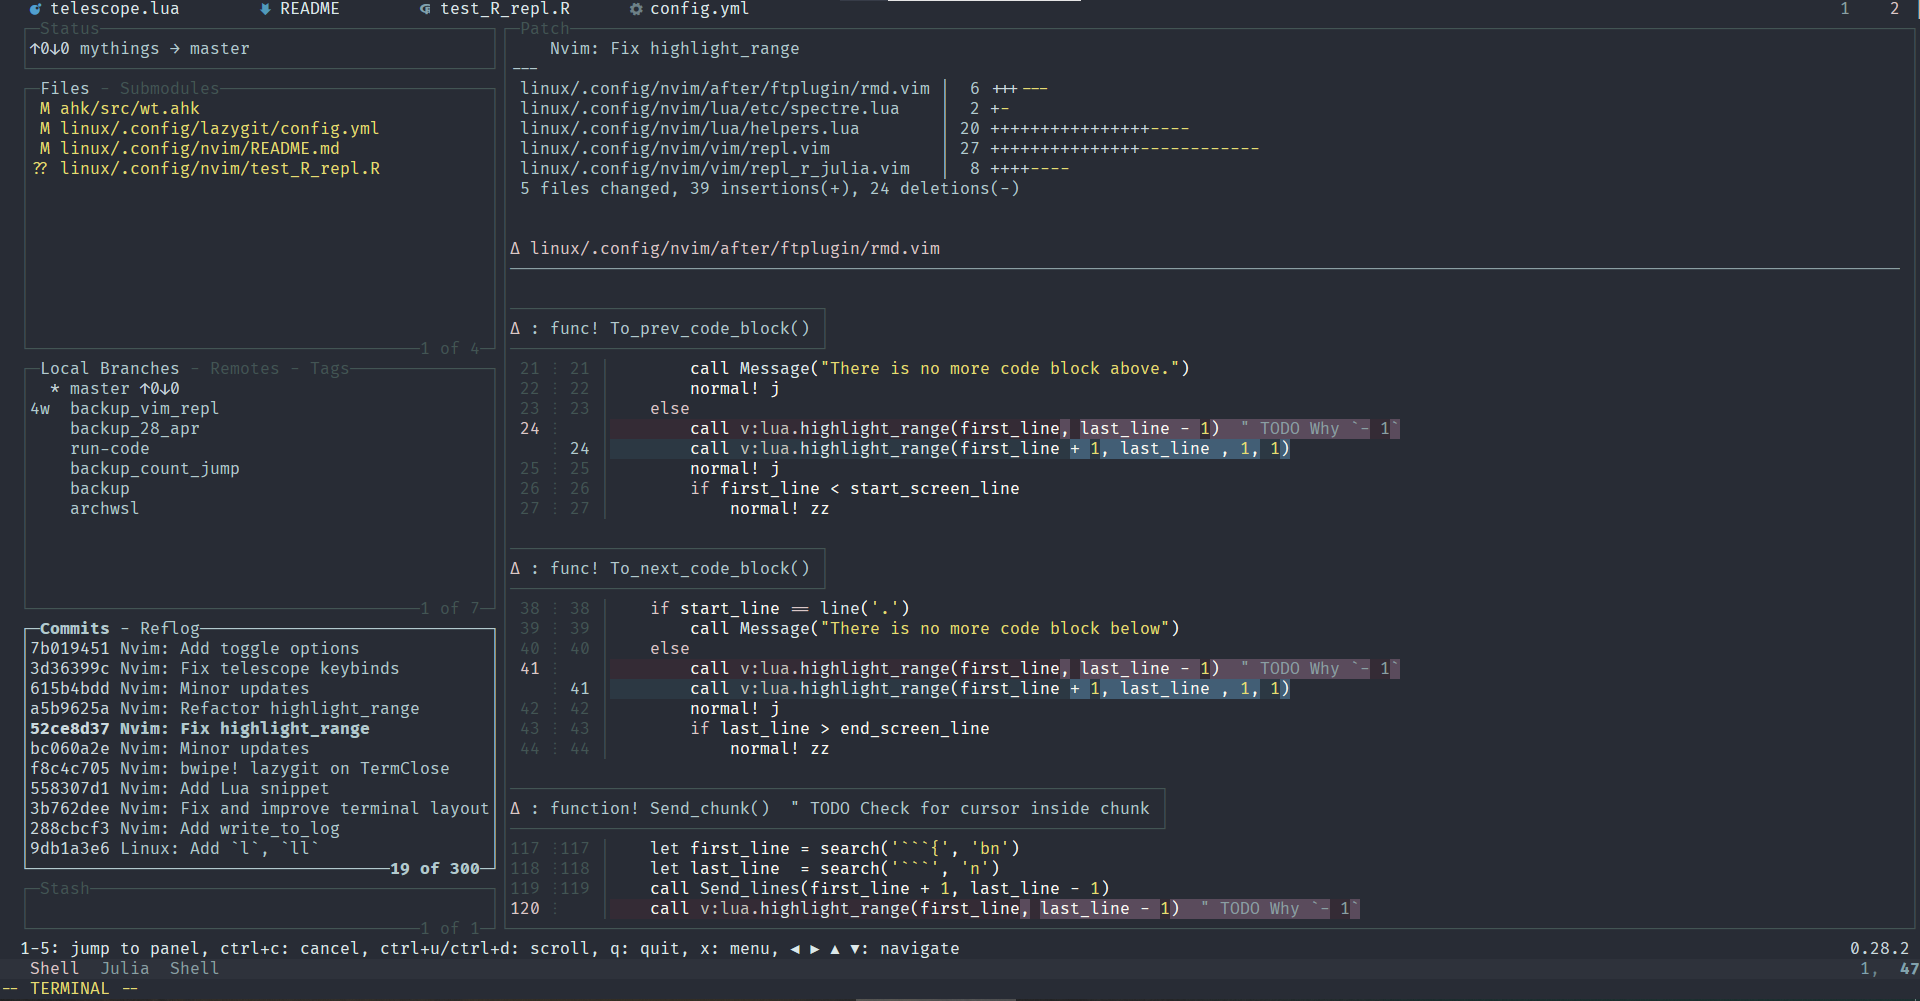 telescope.lua README test_R_repl.R config.yml 1 2
Status
↑0↓0 mythings → master
Files - Submodules
M ahk/src/wt.ahk
M linux/.config/lazygit/config.yml
M linux/.config/nvim/README.md
?? linux/.config/nvim/test_R_repl.R
1 of 4
Local Branches - Remotes - Tags
* master ↑0↓0
4w backup_vim_repl
backup_28_apr
run-code
backup_count_jump
backup
archwsl
1 of 7
Commits - Reflog
7b019451 Nvim: Add toggle options
3d36399c Nvim: Fix telescope keybinds
615b4bdd Nvim: Minor updates
a5b9625a Nvim: Refactor highlight_range
52ce8d37 Nvim: Fix highlight_range
bc060a2e Nvim: Minor updates
f8c4c705 Nvim: bwipe! lazygit on TermClose
558307d1 Nvim: Add Lua snippet
3b762dee Nvim: Fix and improve terminal layout
288cbcf3 Nvim: Add write_to_log
9db1a3e6 Linux: Add `l`, `ll`
19 of 300
Stash
1 of 1
Patch
Nvim: Fix highlight_range
---
linux/.config/nvim/after/ftplugin/rmd.vim | 6 +++---
linux/.config/nvim/lua/etc/spectre.lua | 2 +-
linux/.config/nvim/lua/helpers.lua | 20 ++++++++++++++++----
linux/.config/nvim/vim/repl.vim | 27 +++++++++++++++------------
linux/.config/nvim/vim/repl_r_julia.vim | 8 ++++----
5 files changed, 39 insertions(+), 24 deletions(-)
Δ linux/.config/nvim/after/ftplugin/rmd.vim
Δ : func! To_prev_code_block()
21 ⋮ 21 │ call Message("There is no more code block above.")
22 ⋮ 22 │ normal! j
23 ⋮ 23 │ else
24 ⋮ │ call v:lua.highlight_range(first_line, last_line - 1) " TODO Why `- 1`
⋮ 24 │ call v:lua.highlight_range(first_line + 1, last_line , 1, 1)
25 ⋮ 25 │ normal! j
26 ⋮ 26 │ if first_line < start_screen_line
27 ⋮ 27 │ normal! zz
Δ : func! To_next_code_block()
38 ⋮ 38 │ if start_line == line('.')
39 ⋮ 39 │ call Message("There is no more code block below")
40 ⋮ 40 │ else
41 ⋮ │ call v:lua.highlight_range(first_line, last_line - 1) " TODO Why `- 1`
⋮ 41 │ call v:lua.highlight_range(first_line + 1, last_line , 1, 1)
42 ⋮ 42 │ normal! j
43 ⋮ 43 │ if last_line > end_screen_line
44 ⋮ 44 │ normal! zz
Δ : function! Send_chunk() " TODO Check for cursor inside chunk
117 ⋮117 │ let first_line = search('```{', 'bn')
118 ⋮118 │ let last_line = search('```', 'n')
119 ⋮119 │ call Send_lines(first_line + 1, last_line - 1)
120 ⋮ │ call v:lua.highlight_range(first_line, last_line - 1) " TODO Why `- 1`
1-5: jump to panel, ctrl+c: cancel, ctrl+u/ctrl+d: scroll, q: quit, x: menu, ◄ ► ▲ ▼: navigate 0.28.2
Shell Julia Shell 1, 47
-- TERMINAL --